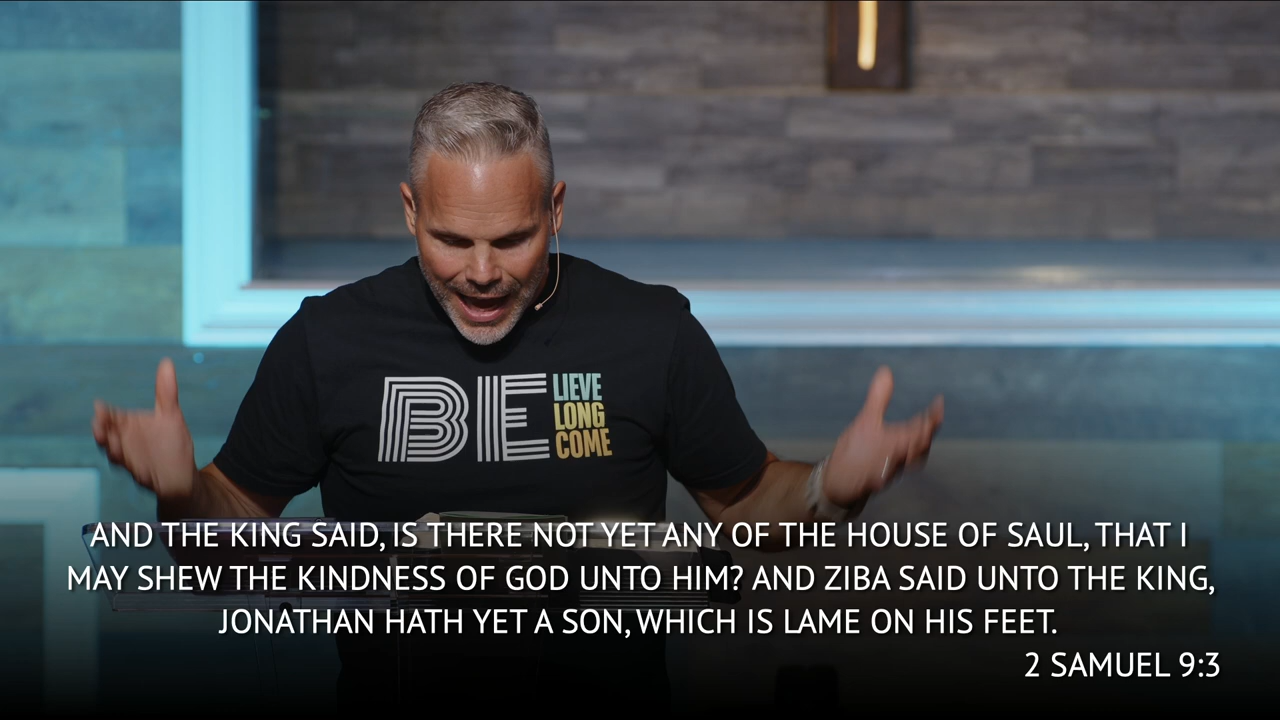 BE LIEVE
LONG
COME
AND THE KING SAID, IS THERE NOT YET ANY OF THE HOUSE OF SAUL, THAT I
MAY SHEW THE KINDNESS OF GOD UNTO HIM? AND ZIBA SAID UNTO THE KING,
JONATHAN HATH YET A SON, WHICH IS LAME ON HIS FEET.
2 SAMUEL 9:3